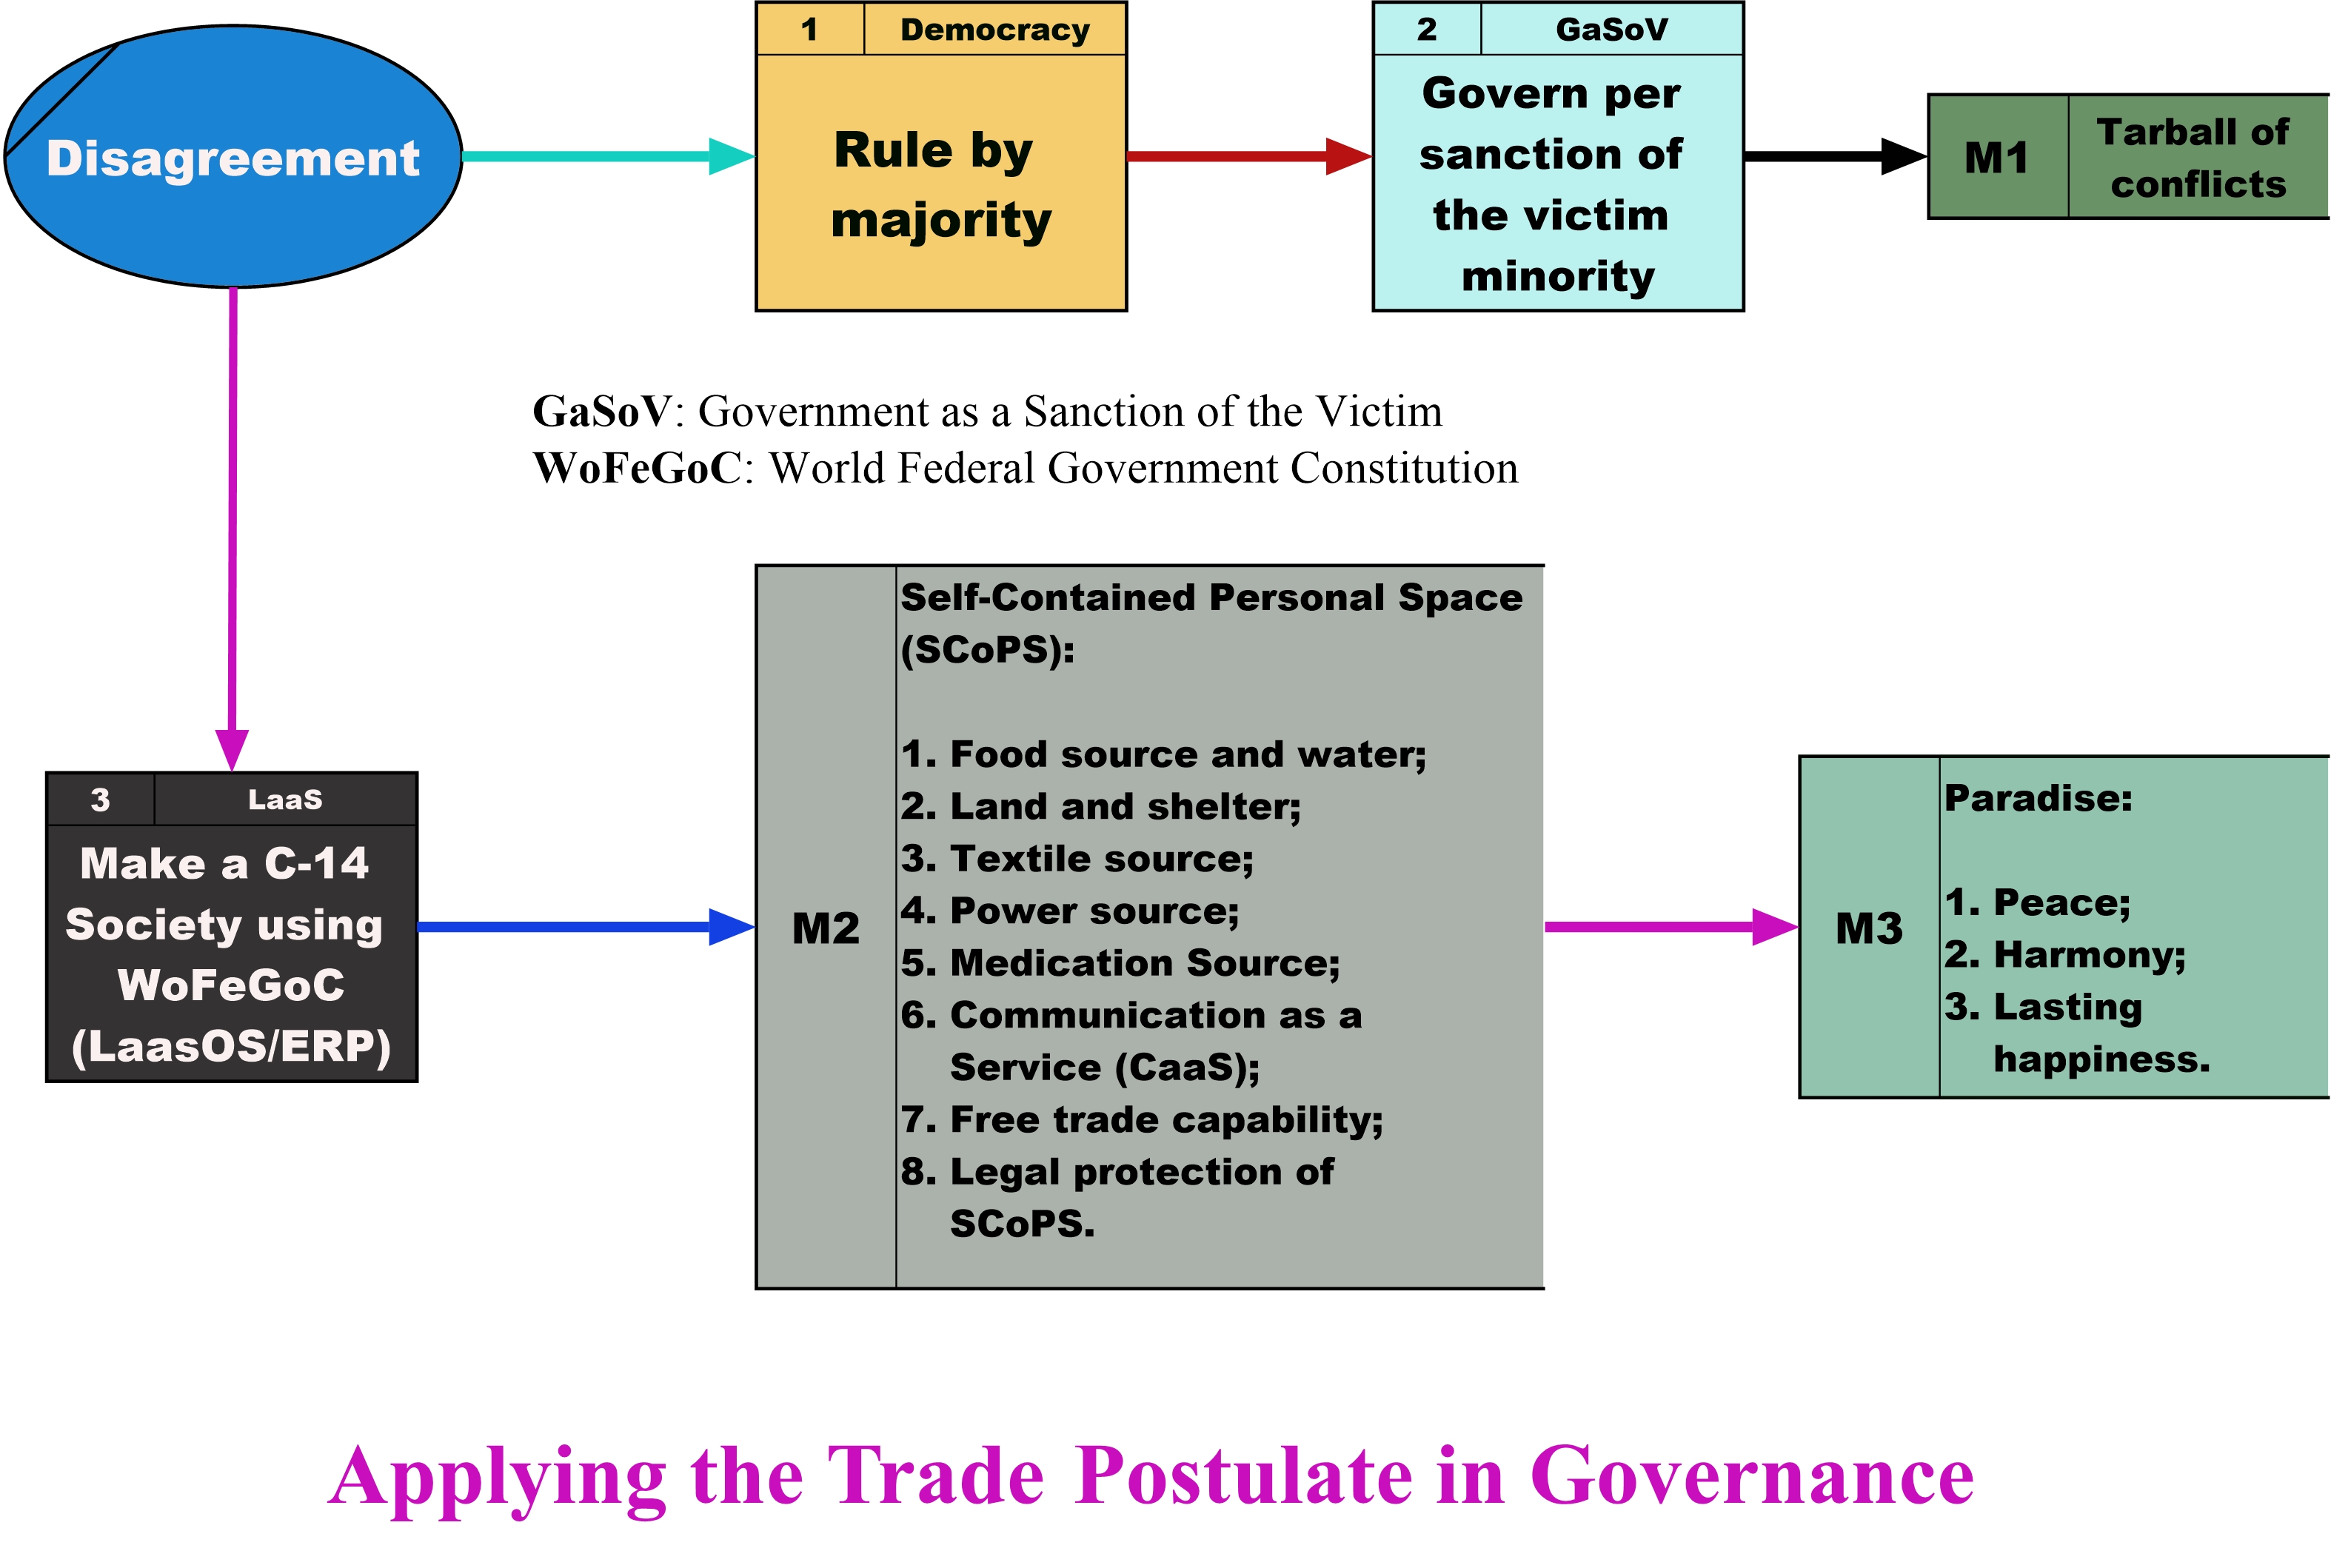 Disagreement
1 Democracy
Rule by
majority
2 GaSoV
Govern per
sanction of
the victim
minority
M1
Tarball of
conflicts
GaSoV: Government as a Sanction of the Victim
WoFeGoC: World Federal Government Constitution
3 LaaS
Make a C-14
Society using
WoFeGoC
(LaasOS/ERP)
M2
Self-Contained Personal Space
(SCoPS):
1. Food source and water;
2. Land and shelter;
3. Textile source;
4. Power source;
5. Medication Source;
6. Communication as a
Service (CaaS);
7. Free trade capability;
8. Legal protection of
SCoPS.
M3
Paradise:
1. Peace;
2. Harmony;
3. Lasting
happiness.
Applying the Trade Postulate in Governance